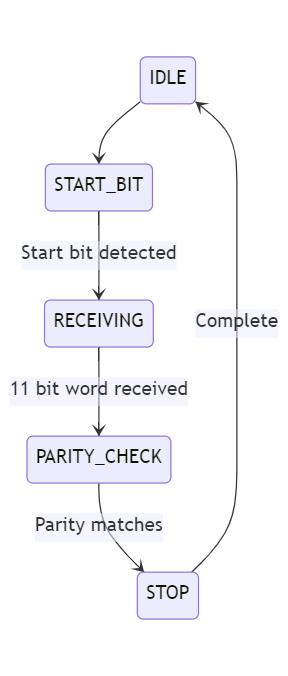 IDLE
START_BIT
Start bit detected
RECEIVING
Complete
11 bit word received
PARITY_CHECK
Parity matches
STOP